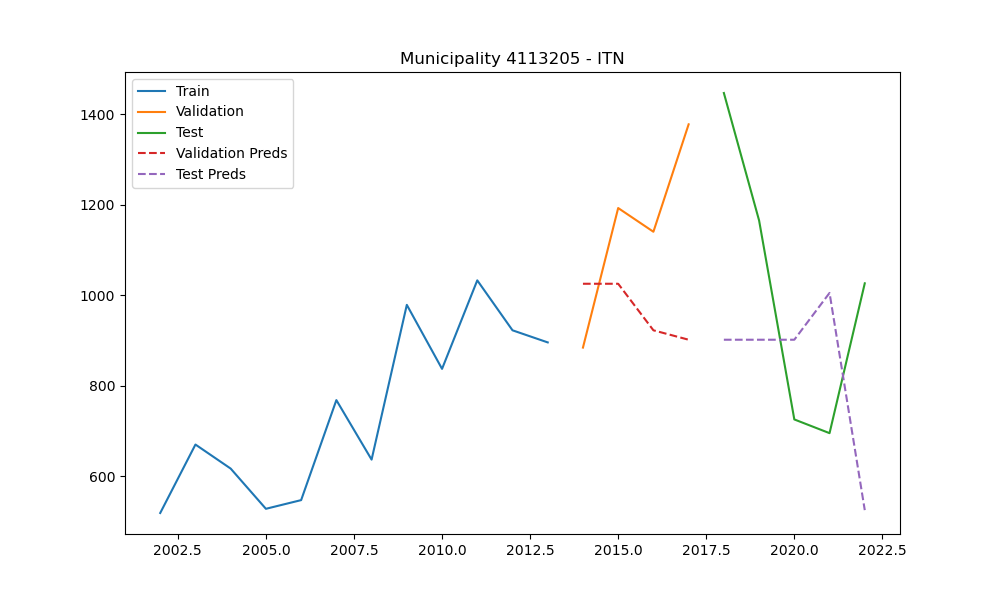 Municipality 4113205 - ITN
Train
Validation
Test
Validation Preds
Test Preds
1400
1200
1000
800
600
2002.5 2005.0 2007.5 2010.0 2012.5 2015.0 2017.5 2020.0 2022.5